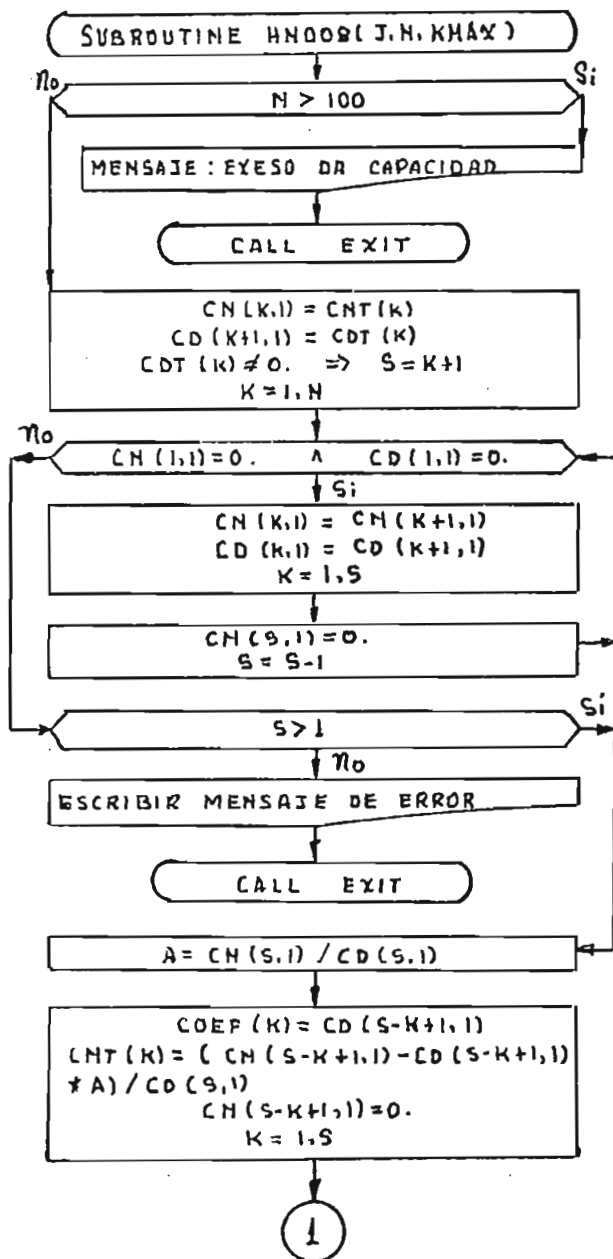 SUBROUTINE HN008(J.N.KMAX)
no
Si
N > 100
MENSAJE: EXESO DA CAPACIDAD
CALL EXIT
CN(K,1) = CNT(K)
CD(K+1,1) = CDT(K)
CDT(K) ≠ 0. => S = K+1
K = 1,N
no
CN(1,1)=0. ∧ CD(1,1)=0.
Si
CN(K,1) = CN(K+1,1)
CD(K,1) = CD(K+1,1)
K = 1,S
CN(S,1)=0.
S = S-1
Si
S>1
no
ESCRIBIR MENSAJE DE ERROR
CALL EXIT
A = CN(S,1) / CD(S,1)
COEF(K) = CD(S-K+1,1)
CNT(K) = ( CN(S-K+1,1)-CD(S-K+1,1)
* A) / CD(S,1)
CN(S-K+1,1)=0.
K = 1,S
1